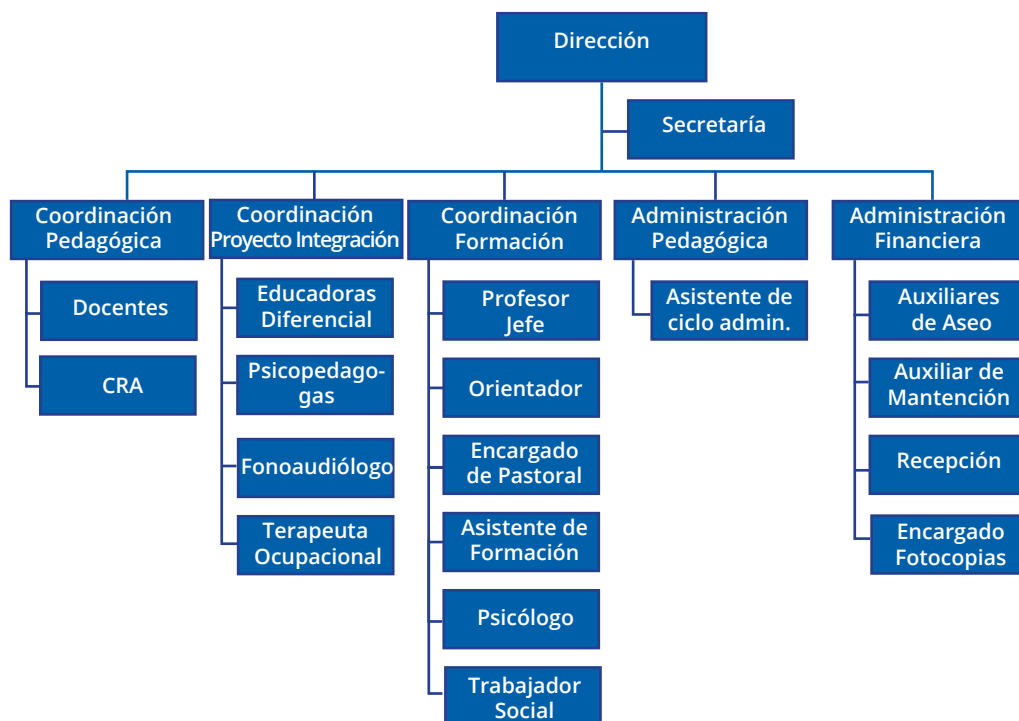 Dirección
Secretaría
Coordinación
Pedagógica
Docentes
CRA
Coordinación
Proyecto Integración
Educadoras
Diferencial
Psicopedago-
gas
Fonoaudiólogo
Terapeuta
Ocupacional
Coordinación
Formación
Profesor
Jefe
Orientador
Encargado
de Pastoral
Asistente de
Formación
Psicólogo
Trabajador
Social
Administración
Pedagógica
Asistente de
ciclo admin.
Administración
Financiera
Auxiliares
de Aseo
Auxiliar de
Mantención
Recepción
Encargado
Fotocopias